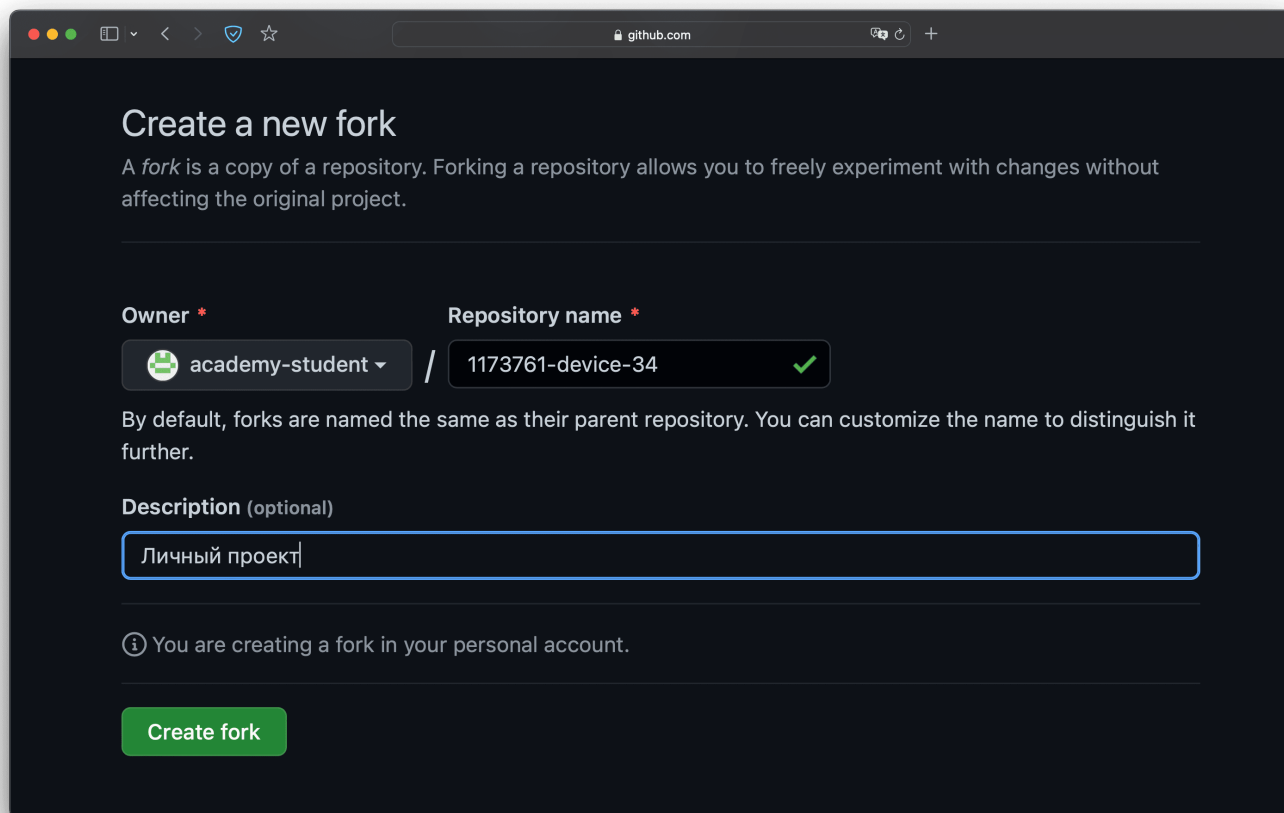 github.com
Create a new fork
A fork is a copy of a repository. Forking a repository allows you to freely experiment with changes without
affecting the original project.
Owner * Repository name *
academy-student / 1173761-device-34
By default, forks are named the same as their parent repository. You can customize the name to distinguish it
further.
Description (optional)
Личный проект
You are creating a fork in your personal account.
Create fork